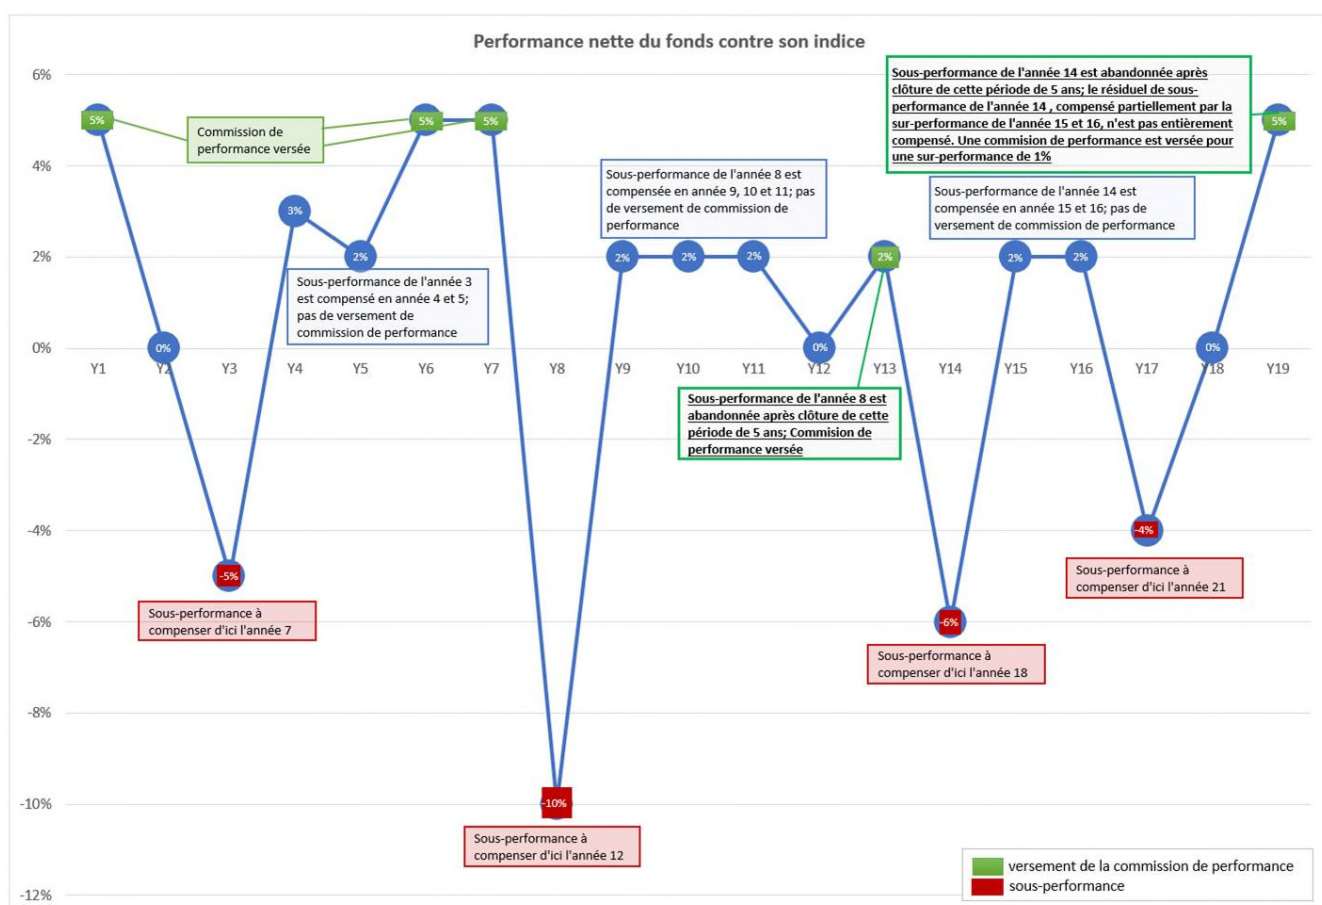 Performance nette du fonds contre son indice
6%
4%
2%
0%
-2%
-4%
-6%
-8%
-10%
-12%
5%
0%
-5%
3%
2%
5%
5%
-10%
2%
2%
2%
0%
2%
-6%
2%
2%
-4%
0%
5%
Y1
Y2
Y3
Y4
Y5
Y6
Y7
Y8
Y9
Y10
Y11
Y12
Y13
Y14
Y15
Y16
Y17
Y18
Y19
Commission de
performance versée
Sous-performance de l'année 3
est compensé en année 4 et 5;
pas de versement de
commission de performance
Sous-performance à
compenser d'ici l'année 7
Sous-performance à
compenser d'ici l'année 12
Sous-performance de l'année 8 est
compensée en année 9, 10 et 11; pas
de versement de commission de
performance
Sous-performance de l'année 8 est
abandonnée après clôture de cette
période de 5 ans; Commision de
performance versée
Sous-performance de l'année 14 est abandonnée après
clôture de cette période de 5 ans; le résiduel de sous-
performance de l'année 14 , compensé partiellement par la
sur-performance de l'année 15 et 16, n'est pas entièrement
compensé. Une commision de performance est versée pour
une sur-performance de 1%
Sous-performance de l'année 14 est
compensée en année 15 et 16; pas de
versement de commission de performance
Sous-performance à
compenser d'ici l'année 18
Sous-performance à
compenser d'ici l'année 21
versement de la commission de performance
sous-performance